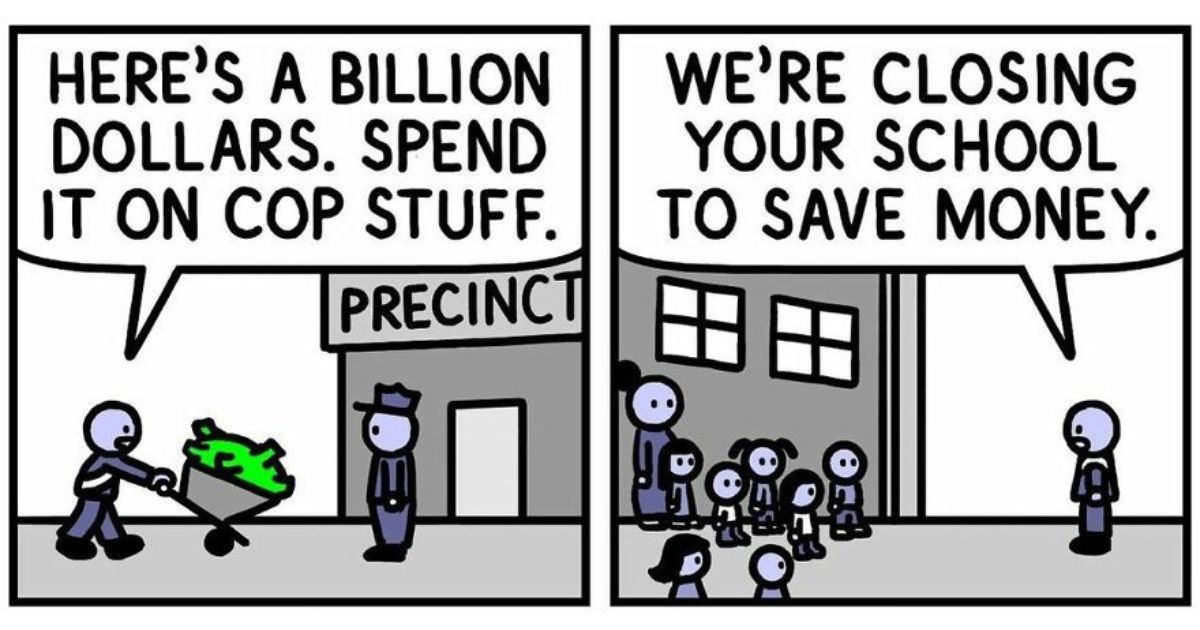 HERE'S A BILLION
DOLLARS. SPEND
IT ON COP STUFF.
PRECINCT
WE'RE CLOSING
YOUR SCHOOL
TO SAVE MONEY.